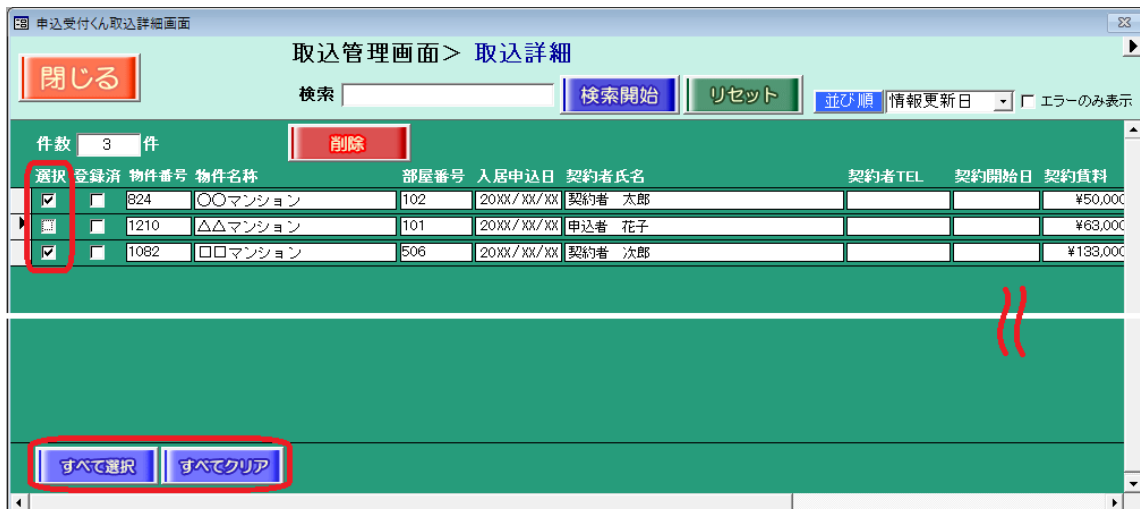 申込受付くん取込詳細画面
閉じる
取込管理画面> 取込詳細
検索 検索開始 リセット 並び順 情報更新日 エラーのみ表示
件数 3 件 削除
選択 登録済 物件番号 物件名称 部屋番号 入居申込日 契約者氏名 契約者TEL 契約開始日 契約賃料
824 〇〇マンション 102 20XX/XX/XX 契約者 太郎 ¥50,000
1210 △△マンション 101 20XX/XX/XX 申込者 花子 ¥63,000
1082 □□マンション 506 20XX/XX/XX 契約者 次郎 ¥133,000
すべて選択 すべてクリア